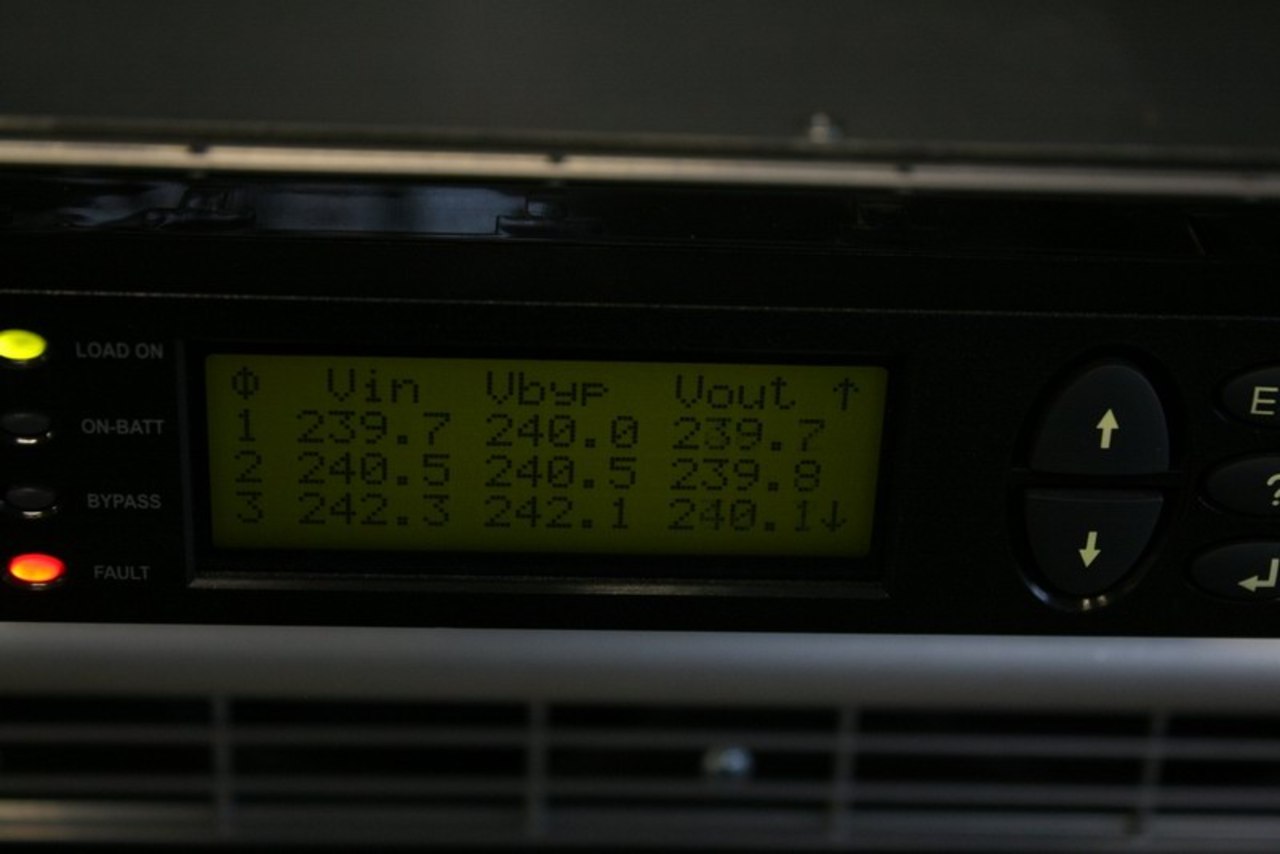 LOAD ON
ON-BATT
BYPASS
FAULT
Φ Vin Vbyp Vout ↑
1 239.7 240.0 239.7
2 240.5 240.5 239.8
3 242.3 242.1 240.1↓
↑
↓
E
?
↵